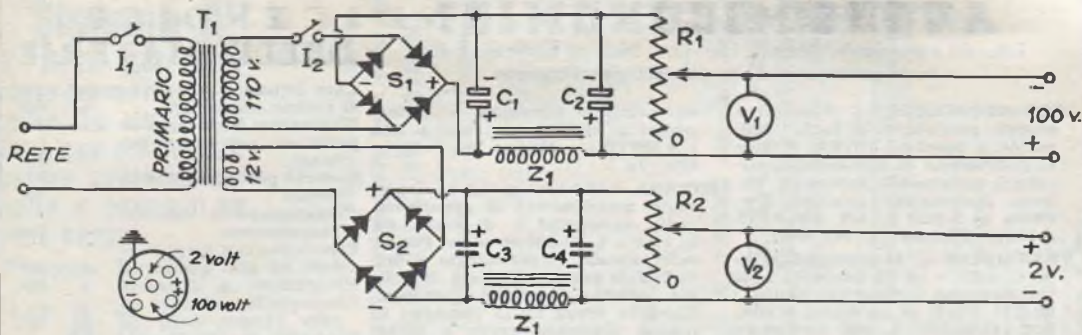 T1
I1
I2
PRIMARIO
110 v.
12v.
RETE
S1
+
-
+
C1
-
+
C2
Z1
R1
o
V1
-
100 v.
+
+
S2
-
+
C3
-
+
C4
-
Z1
R2
o
V2
+
2 v.
-
2 volt
100 volt